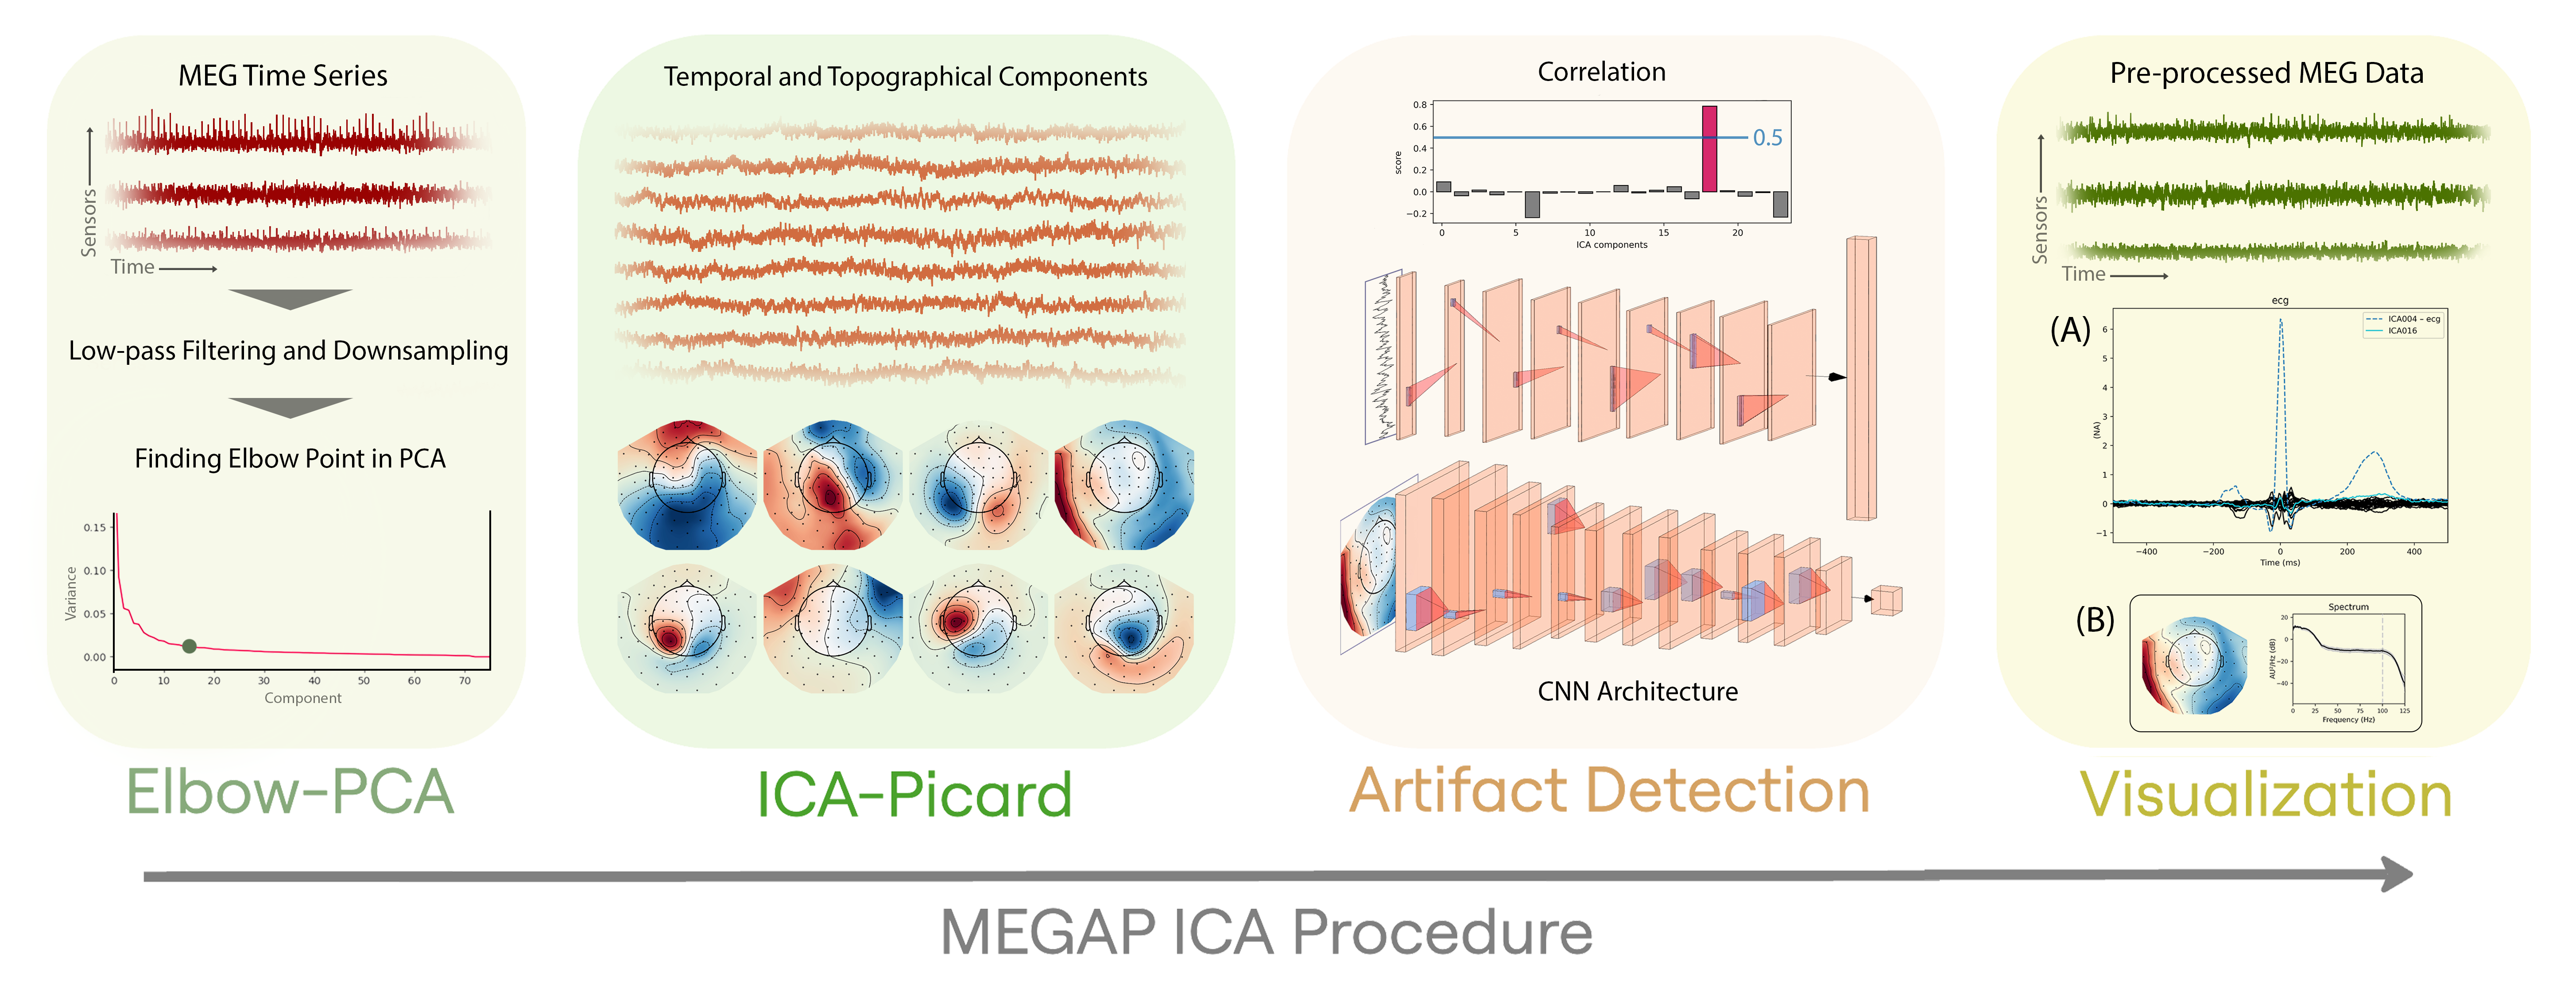 MEG Time Series
Sensors
Time
Low-pass Filtering and Downsampling
Finding Elbow Point in PCA
0.15
0.10
0.05
0.00
Variance
0 10 20 30 40 50 60 70
Component
Elbow-PCA
Temporal and Topographical Components
ICA-Picard
Correlation
0.8
0.6
0.4
0.2
0.0
−0.2
score
0.5
0 5 10 15 20
ICA components
CNN Architecture
Artifact Detection
Pre-processed MEG Data
Sensors
Time
(A)
ecg
ICA004 – ecg
ICA016
6
5
4
3
2
1
0
−1
(NA)
−400 −200 0 200 400
Time (ms)
(B)
Spectrum
20
0
−20
−40
AU²/Hz (dB)
0 25 50 75 100 125
Frequency (Hz)
Visualization
MEGAP ICA Procedure